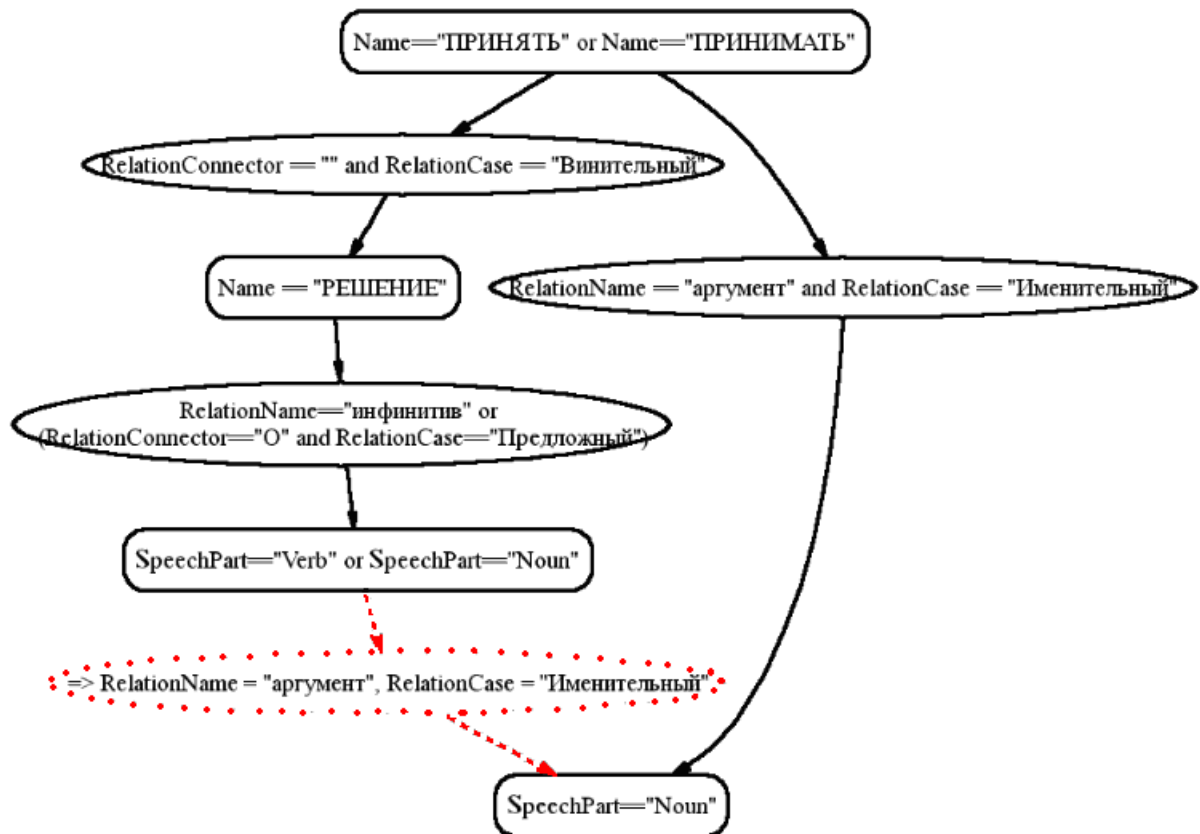 Name=="ПРИНЯТЬ" or Name=="ПРИНИМАТЬ"
RelationConnector == "" and RelationCase == "Винительный"
Name == "РЕШЕНИЕ"
RelationName == "аргумент" and RelationCase == "Именительный"
RelationName=="инфинитив" or
(RelationConnector=="О" and RelationCase=="Предложный")
SpeechPart=="Verb" or SpeechPart=="Noun"
=> RelationName = "аргумент", RelationCase = "Именительный"
SpeechPart=="Noun"